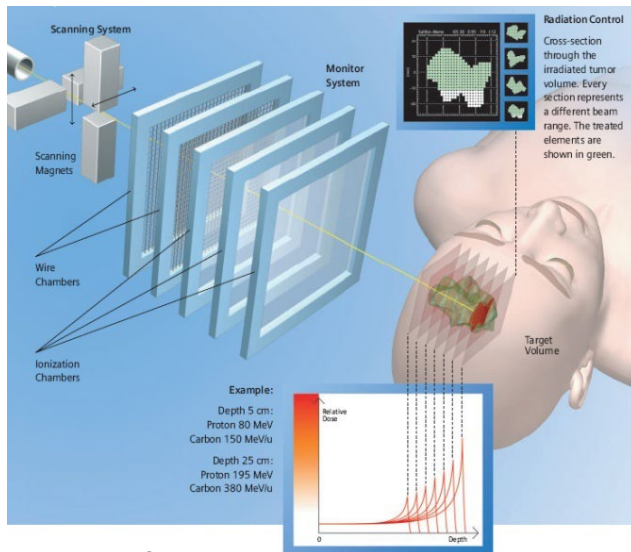 Scanning System
Scanning
Magnets
Monitor
System
Wire
Chambers
Ionization
Chambers
Radiation Control
Cross-section
through the
irradiated tumor
volume. Every
section represents
a different beam
range. The treated
elements are
shown in green.
Target
Volume
Example:
Depth 5 cm:
Proton 80 MeV
Carbon 150 MeV/u
Depth 25 cm:
Proton 195 MeV
Carbon 380 MeV/u
Relative
Dose
0
Depth